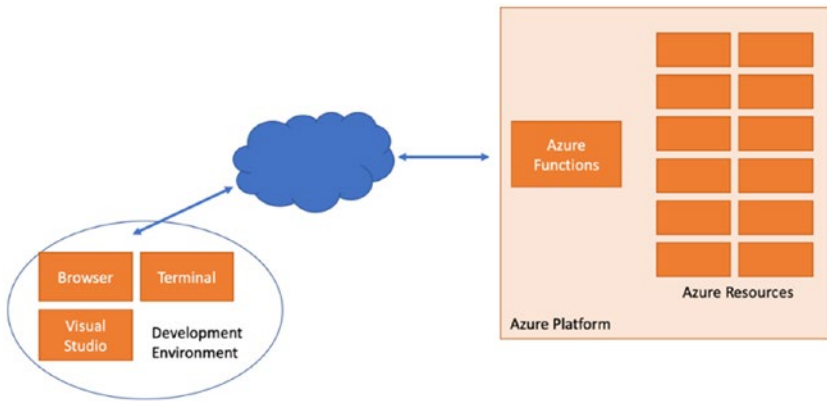 Azure
Functions
Azure Resources
Azure Platform
Browser
Terminal
Visual
Studio
Development
Environment